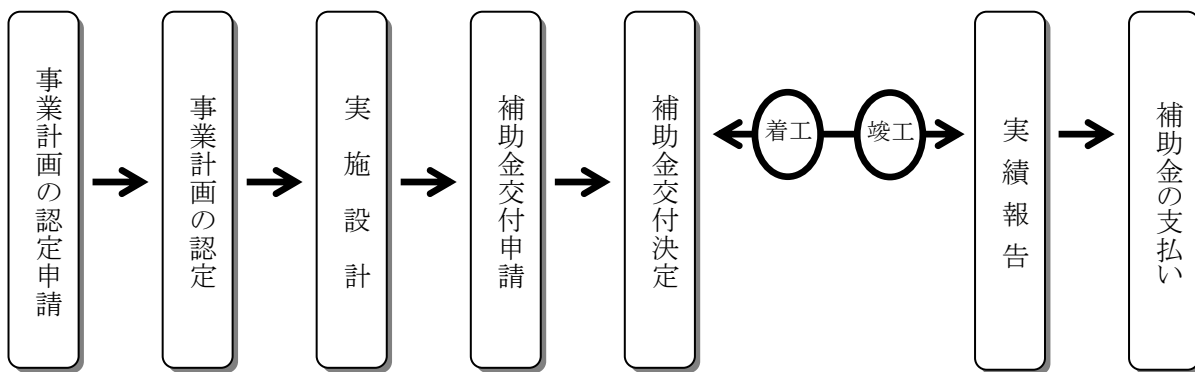 事業計画の認定申請
事業計画の認定
実施設計
補助金交付申請
補助金交付決定
着工
竣工
実績報告
補助金の支払い